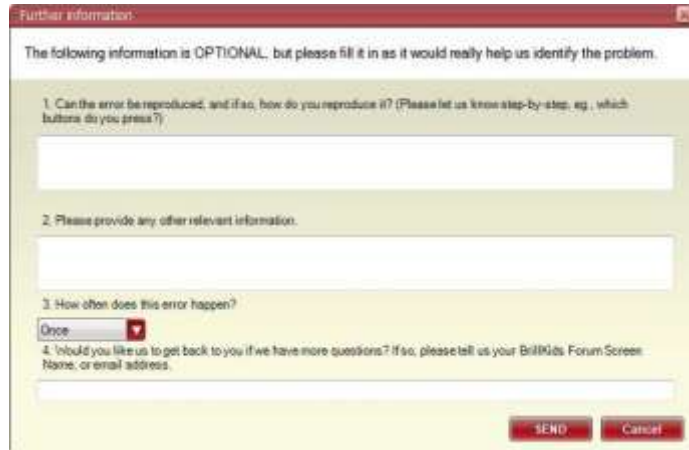 Further information
The following information is OPTIONAL, but please fill it in as it would really help us identify the problem.
1. Can the error be reproduced, and if so, how do you reproduce it? (Please let us know step-by-step, eg., which
buttons do you press?)
2. Please provide any other relevant information.
3. How often does this error happen?
Once
4. Would you like us to get back to you if we have more questions? If so, please tell us your BrillKids Forum Screen
Name, or email address.
SEND
Cancel